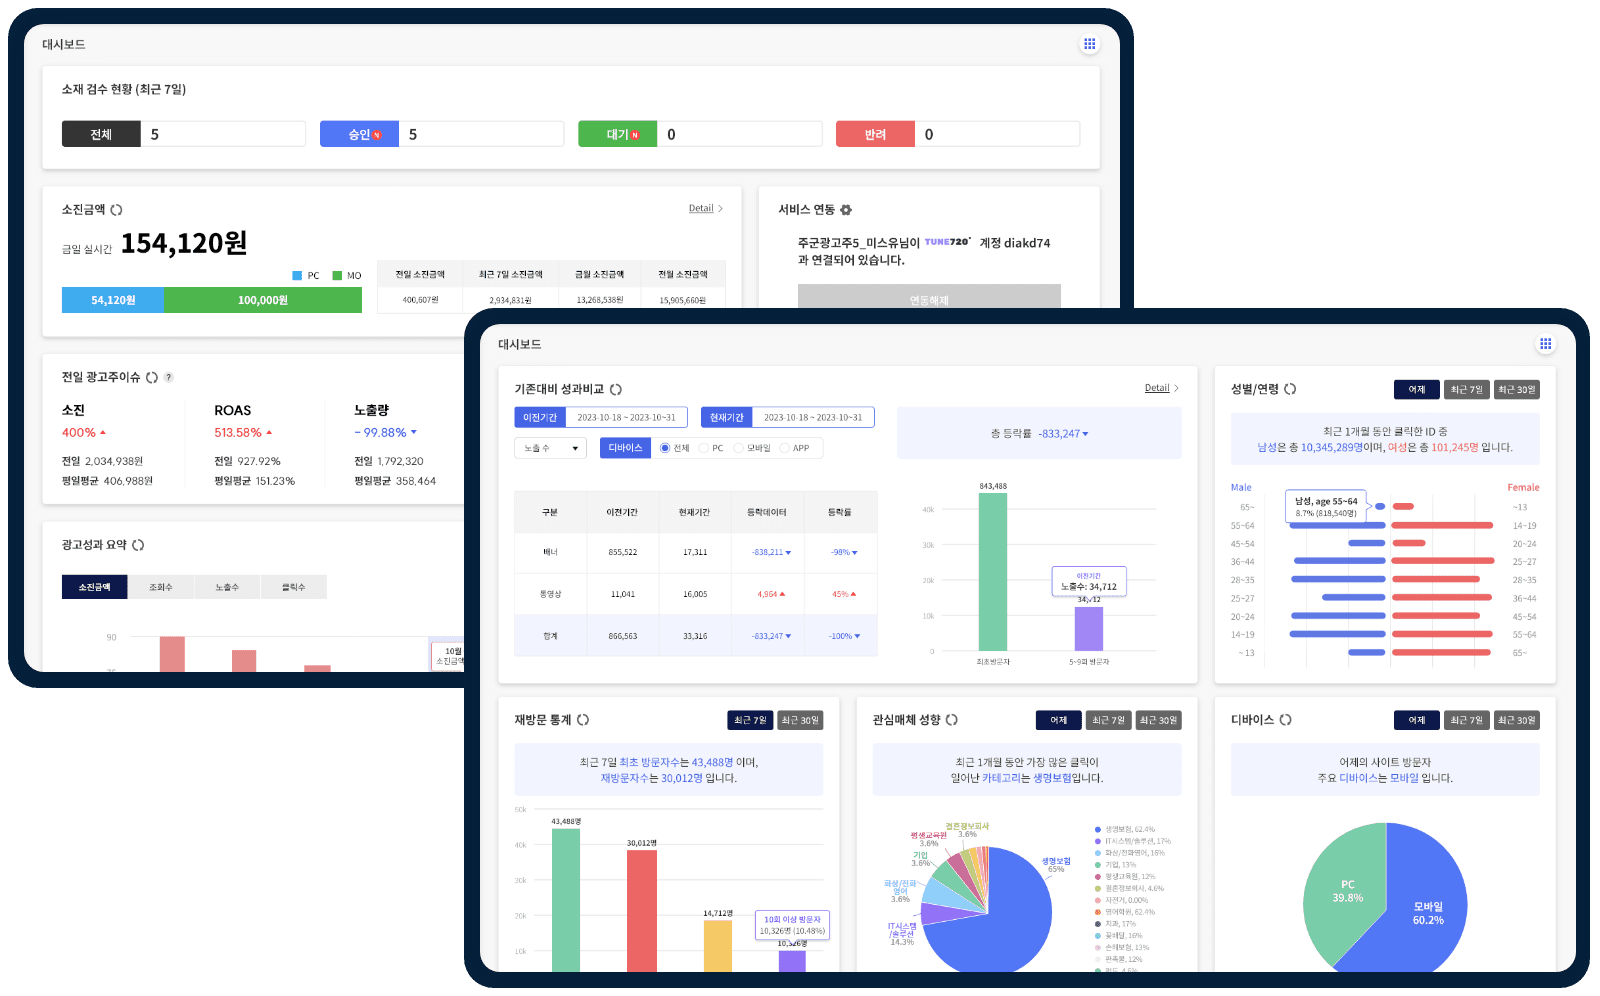 대시보드
소재 검수 현황 (최근 7일)
전체 5
승인 N 5
대기 N 0
반려 0
소진금액
Detail >
금일 실시간 154,120원
PC MO
54,120원 100,000원
전일 소진금액 최근 7일 소진금액 금월 소진금액 전월 소진금액
400,607원 2,934,831원 13,268,538원 15,905,660원
서비스 연동
주군광고주5_미스유님이 TUNE720° 계정 diakd74
과 연결되어 있습니다.
연동해제
전일 광고주이슈 ?
소진 ROAS 노출량
400% ▲ 513.58% ▲ - 99.88% ▼
전일 2,034,938원 전일 927.92% 전일 1,792,320
평일평균 406,988원 평일평균 151.23% 평일평균 358,464
광고성과 요약
소진금액 조회수 노출수 클릭수
90
10월
소진금액
대시보드
기존대비 성과비교
Detail >
이전기간 2023-10-18 ~ 2023-10~31
현재기간 2023-10-18 ~ 2023-10~31
노출 수 ▼
디바이스 전체 PC 모바일 APP
총 등락률 -833,247 ▼
구분 이전기간 현재기간 등락데이터 등락률
배너 855,522 17,311 -838,211 ▼ -98% ▼
동영상 11,041 16,005 4,964 ▲ 45% ▲
합계 866,563 33,316 -833,247 ▼ -100% ▼
843,488
40k
30k
20k
10k
0
이전기간
노출수: 34,712
34,712
최초방문자 5~9회 방문자
성별/연령
어제 최근 7일 최근 30일
최근 1개월 동안 클릭한 ID 중
남성은 총 10,345,289명이며, 여성은 총 101,245명 입니다.
Male Female
남성, age 55~64
8.7% (818,540명)
65~ ~13
55~64 14~19
45~54 20~24
36~44 25~27
28~35 28~35
25~27 36~44
20~24 45~54
14~19 55~64
~ 13 65~
재방문 통계
최근 7일 최근 30일
최근 7일 최초 방문자수는 43,488명 이며,
재방문자수는 30,012명 입니다.
50k
40k
30k
20k
10k
43,488명
30,012명
14,712명
10회 이상 방문자
10,326명 (10.48%)
10,326명
관심매체 성향
어제 최근 7일 최근 30일
최근 1개월 동안 가장 많은 클릭이
일어난 카테고리는 생명보험입니다.
결혼정보회사
3.6%
평생교육원
3.6%
기업
3.6%
화상/전화
영어
3.6%
IT시스템
/솔루션
14.3%
생명보험
65%
생명보험, 62.4%
IT시스템/솔루션, 17%
화상/전화영어, 16%
기업, 13%
평생교육원, 12%
결혼정보회사, 4.6%
자전거, 0.00%
영어학원, 62.4%
치과, 17%
꽃배달, 16%
손해보험, 13%
판촉물, 12%
디바이스
어제 최근 7일 최근 30일
어제의 사이트 방문자
주요 디바이스는 모바일 입니다.
PC
39.8%
모바일
60.2%